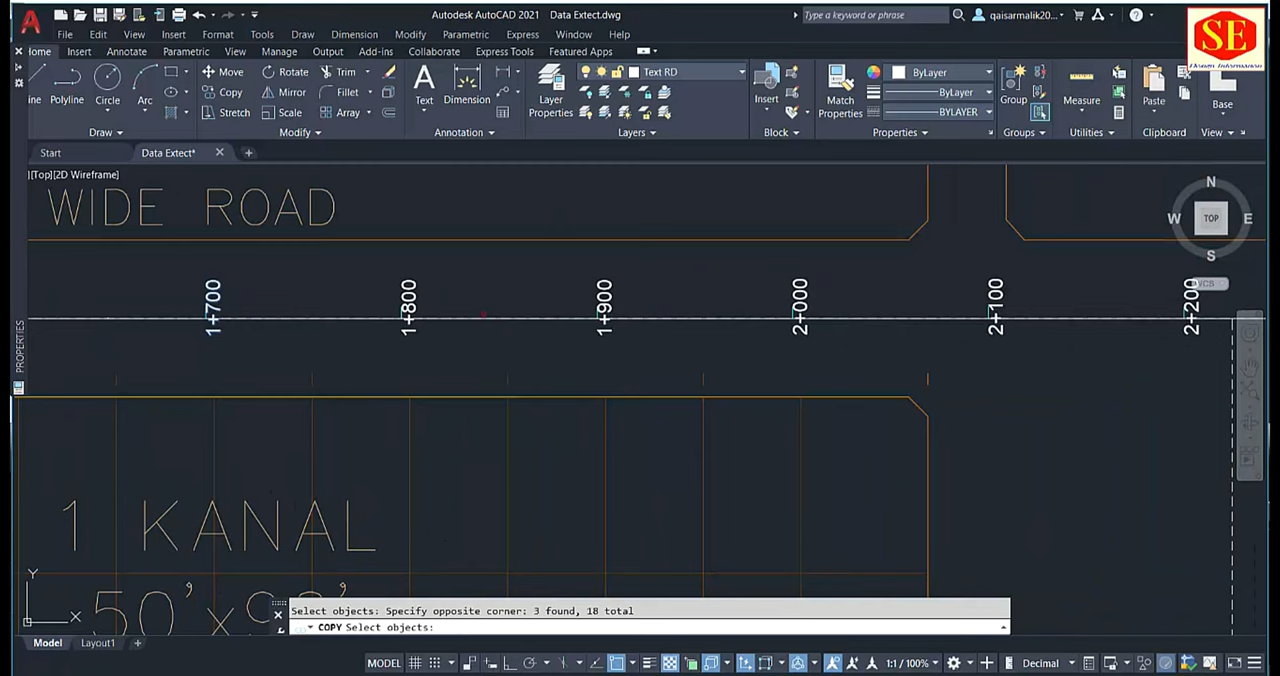 Autodesk AutoCAD 2021 Data Extect.dwg
Type a keyword or phrase
qaisarmalik20...
SE
File Edit View Insert Format Tools Draw Dimension Modify Parametric Express Window Help
Home Insert Annotate Parametric View Manage Output Add-ins Collaborate Express Tools Featured Apps
ine Polyline Circle Arc
Move Rotate Trim
Copy Mirror Fillet
Stretch Scale Array
Text Dimension
Layer Properties
Text RD
Insert
Match Properties
ByLayer
ByLayer
BYLAYER
Group
Measure
Paste
Base
Draw Modify Annotation Layers Block Properties Groups Utilities Clipboard View
Start Data Extect*
][Top][2D Wireframe]
WIDE ROAD
N
W TOP E
S
1+700 1+800 1+900 2+000 2+100 2+200
PROPERTIES
1 KANAL
Y
X
Select objects: Specify opposite corner: 3 found, 18 total
COPY Select objects:
Model Layout1
MODEL 1:1 / 100% Decimal